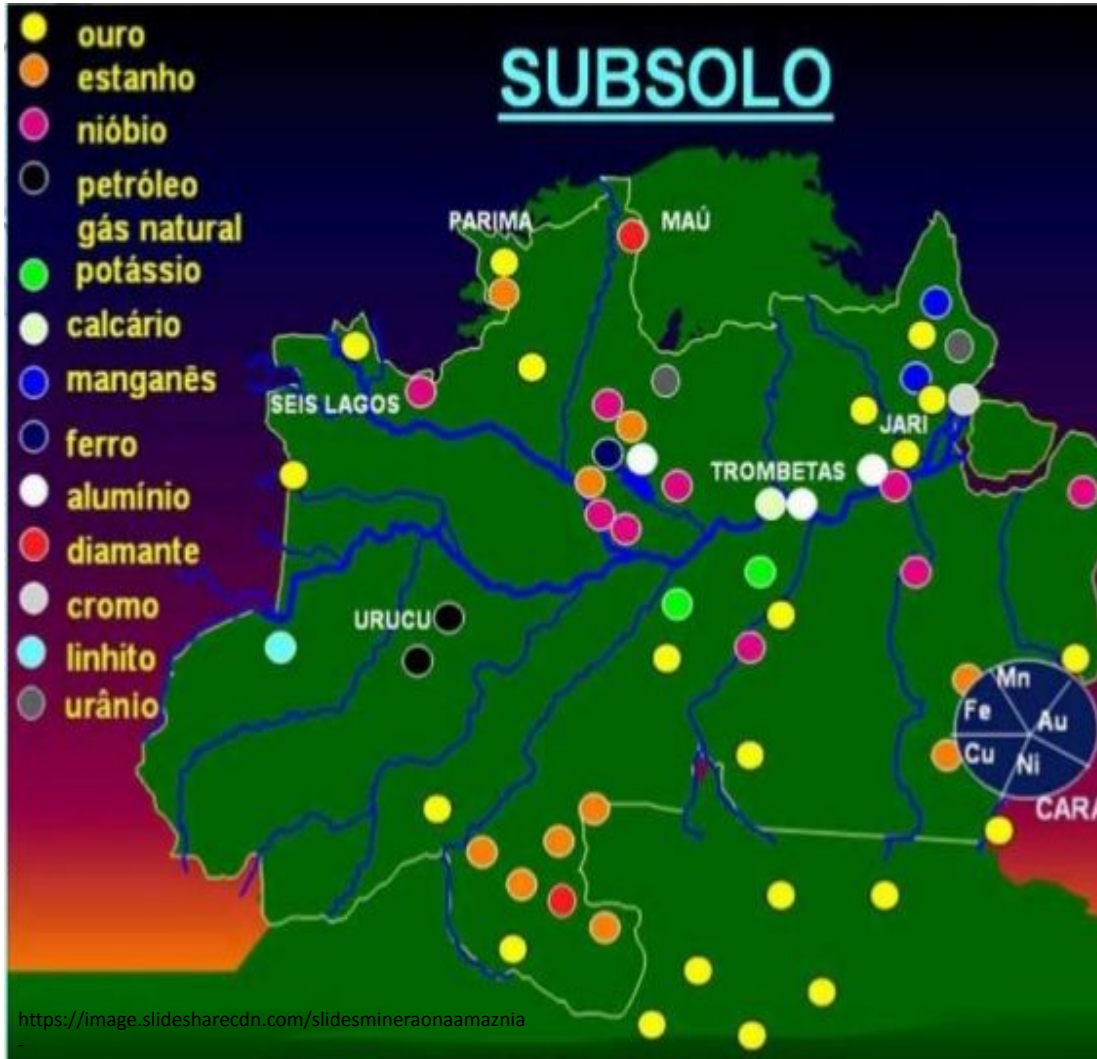 ouro
estanho
nióbio
petróleo
gás natural
potássio
calcário
manganês
ferro
alumínio
diamante
cromo
linhito
urânio
SUBSOLO
PARIMA
MAÚ
SEIS LAGOS
JARI
TROMBETAS
URUCU
Mn
Fe
Au
Cu
Ni
CARA
https://image.slidesharecdn.com/slidesmineraonaamaznia
-